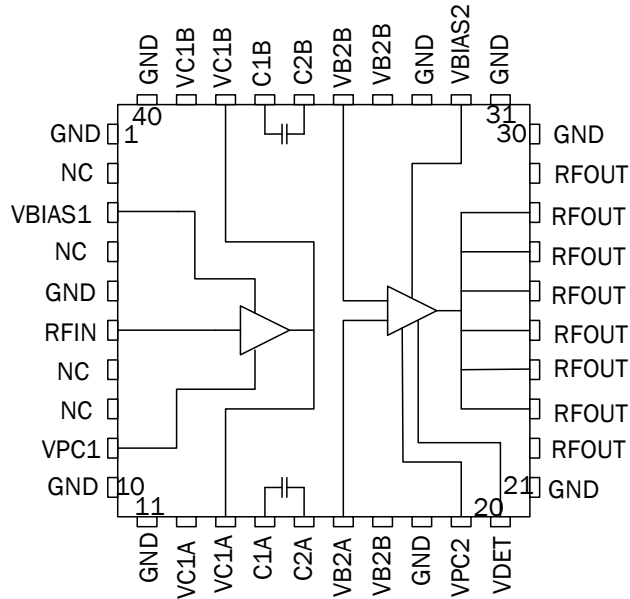 GND
VC1B
VC1B
C1B
C2B
VB2B
VB2B
GND
VBIAS2
GND
40
31
GND 1
30 GND
NC
RFOUT
VBIAS1
RFOUT
NC
RFOUT
GND
RFOUT
RFIN
RFOUT
NC
RFOUT
NC
RFOUT
VPC1
RFOUT
GND 10
21 GND
11
20
GND
VC1A
VC1A
C1A
C2A
VB2A
VB2B
GND
VPC2
VDET